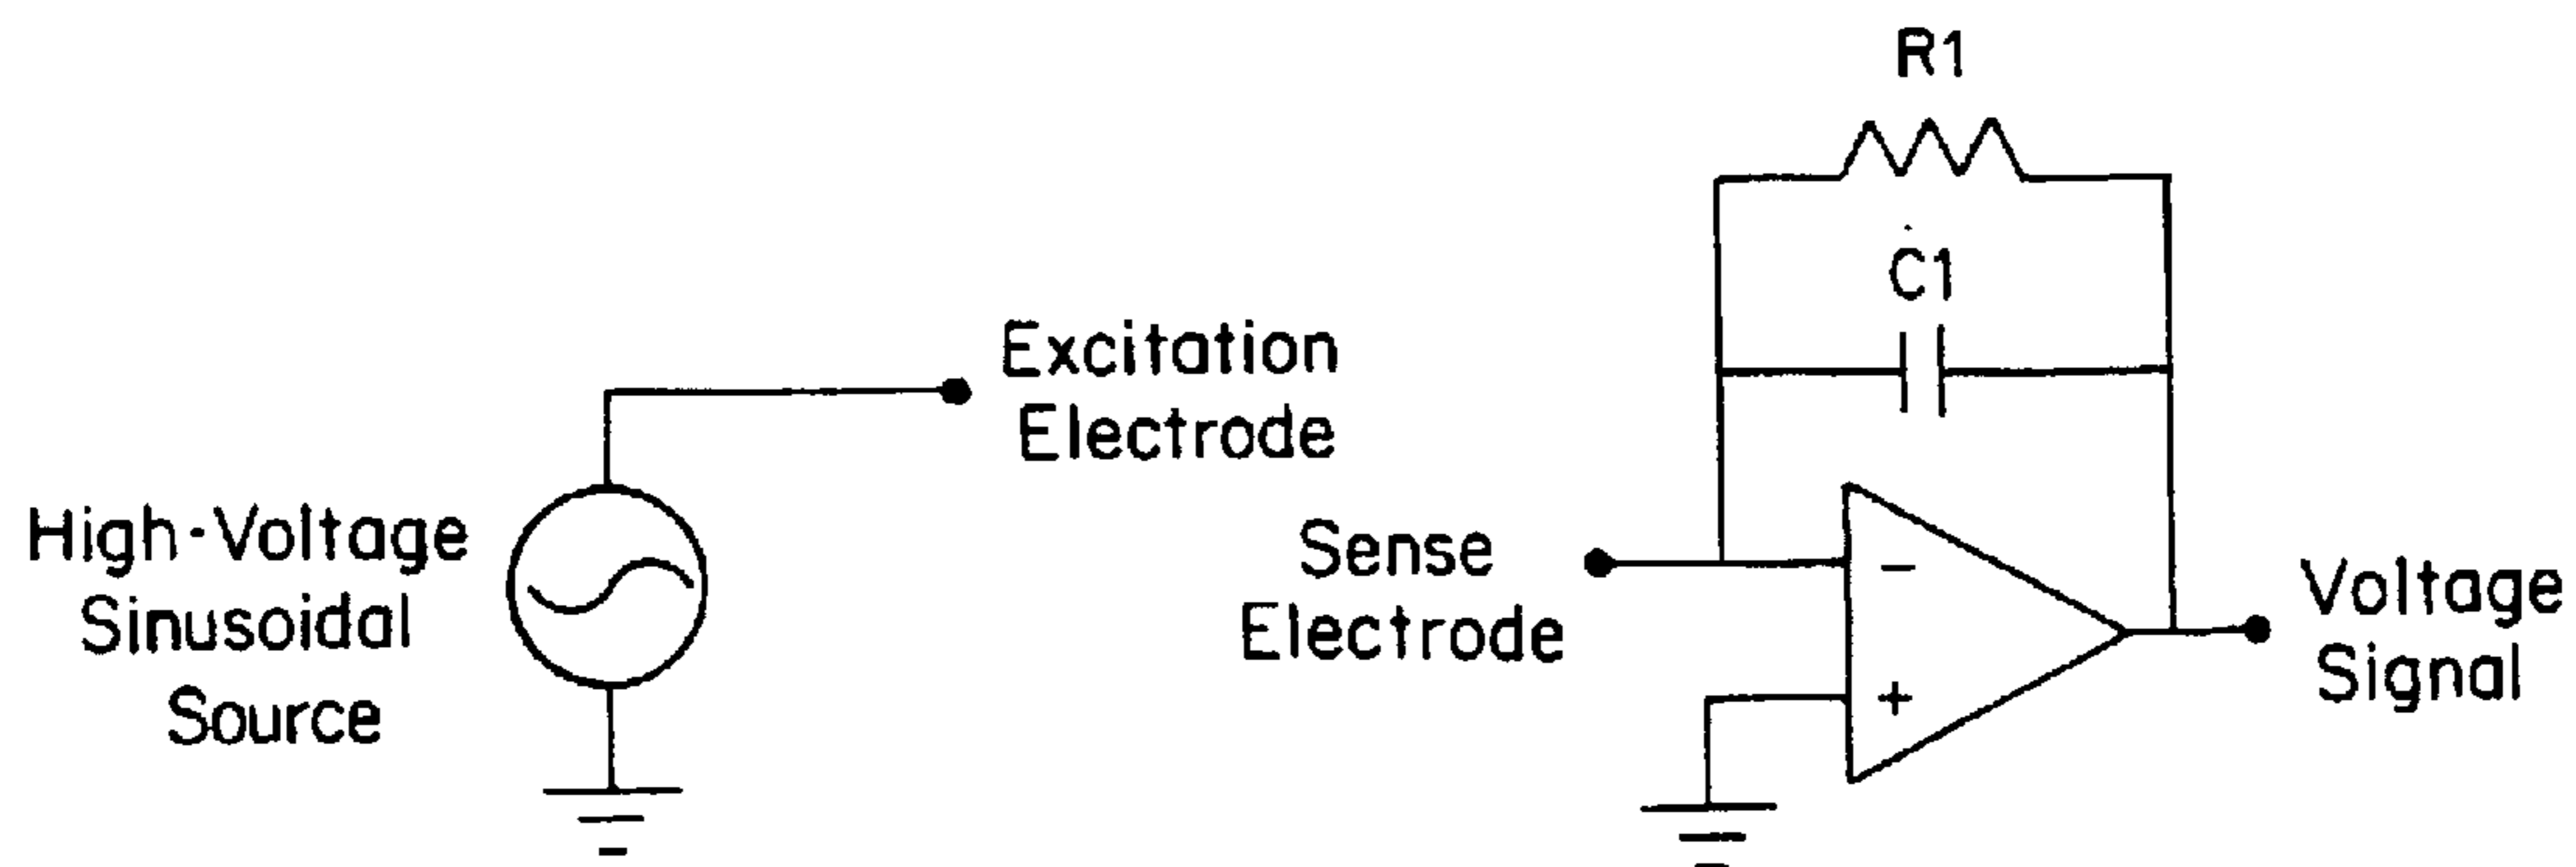 R1
C1
Excitation
Electrode
High-Voltage
Sinusoidal
Source
Sense
Electrode
-
+
Voltage
Signal